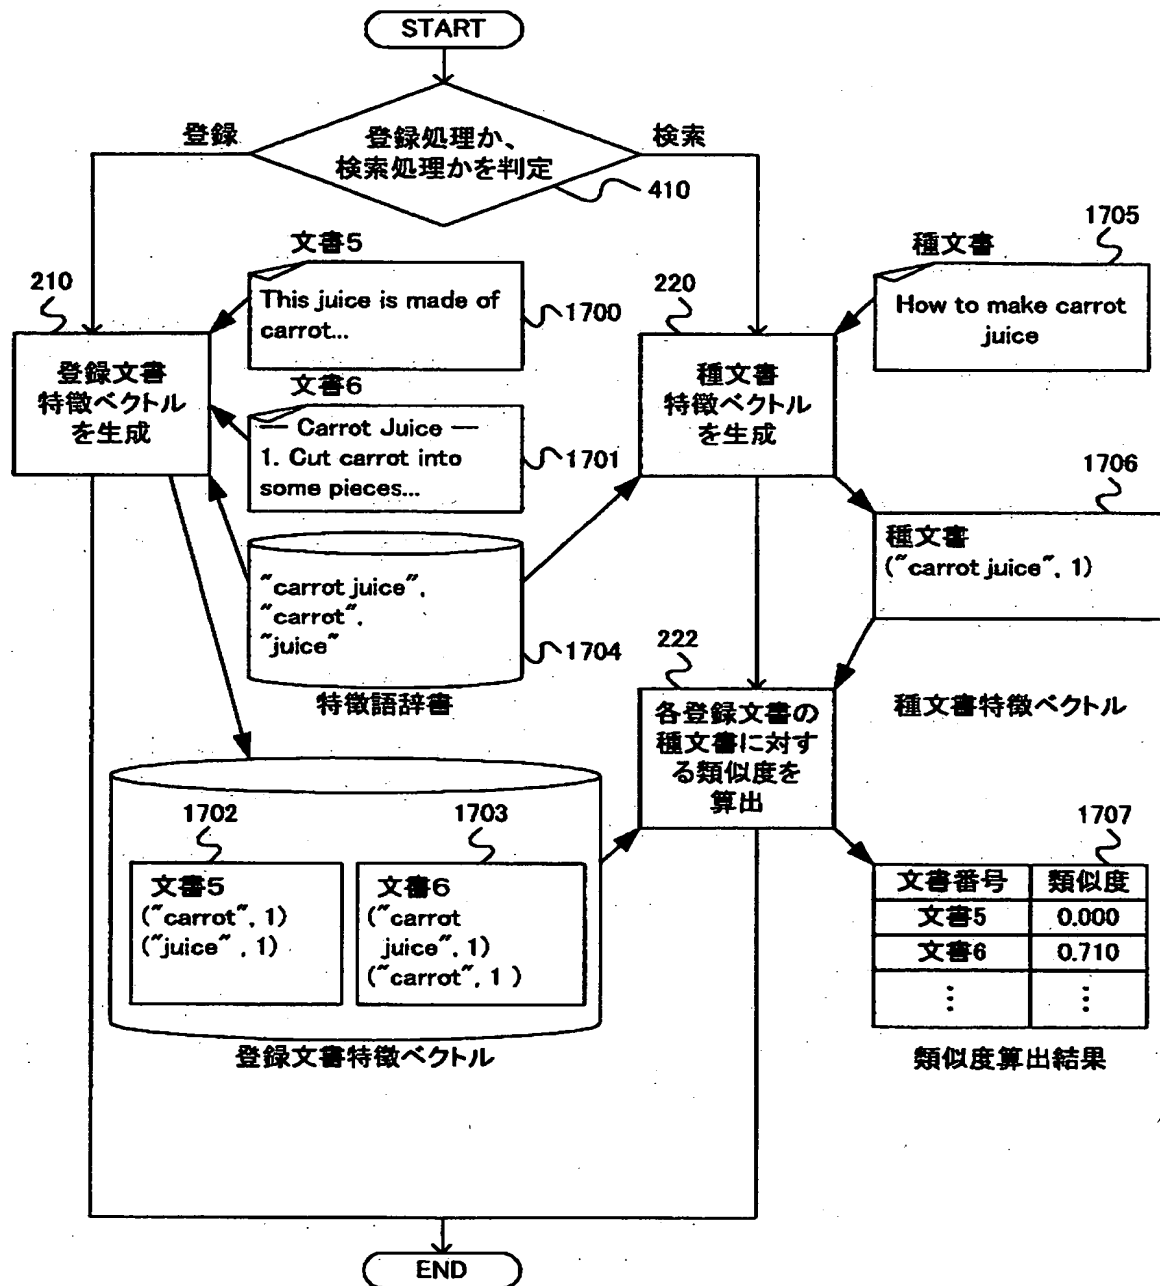 START
登録
登録処理か、
検索処理かを判定
検索
410
文書5
210
This juice is made of
carrot...
1700
登録文書
特徴ベクトル
を生成
文書6
— Carrot Juice —
1. Cut carrot into
some pieces...
1701
"carrot juice",
"carrot",
"juice"
1704
特徴語辞書
220
種文書
特徴ベクトル
を生成
種文書
1705
How to make carrot
juice
1706
種文書
("carrot juice", 1)
種文書特徴ベクトル
222
各登録文書の
種文書に対す
る類似度を
算出
1702
文書5
("carrot", 1)
("juice" , 1)
1703
文書6
("carrot
juice", 1)
("carrot", 1 )
登録文書特徴ベクトル
1707
文書番号 類似度
文書5 0.000
文書6 0.710
⋮ ⋮
類似度算出結果
END